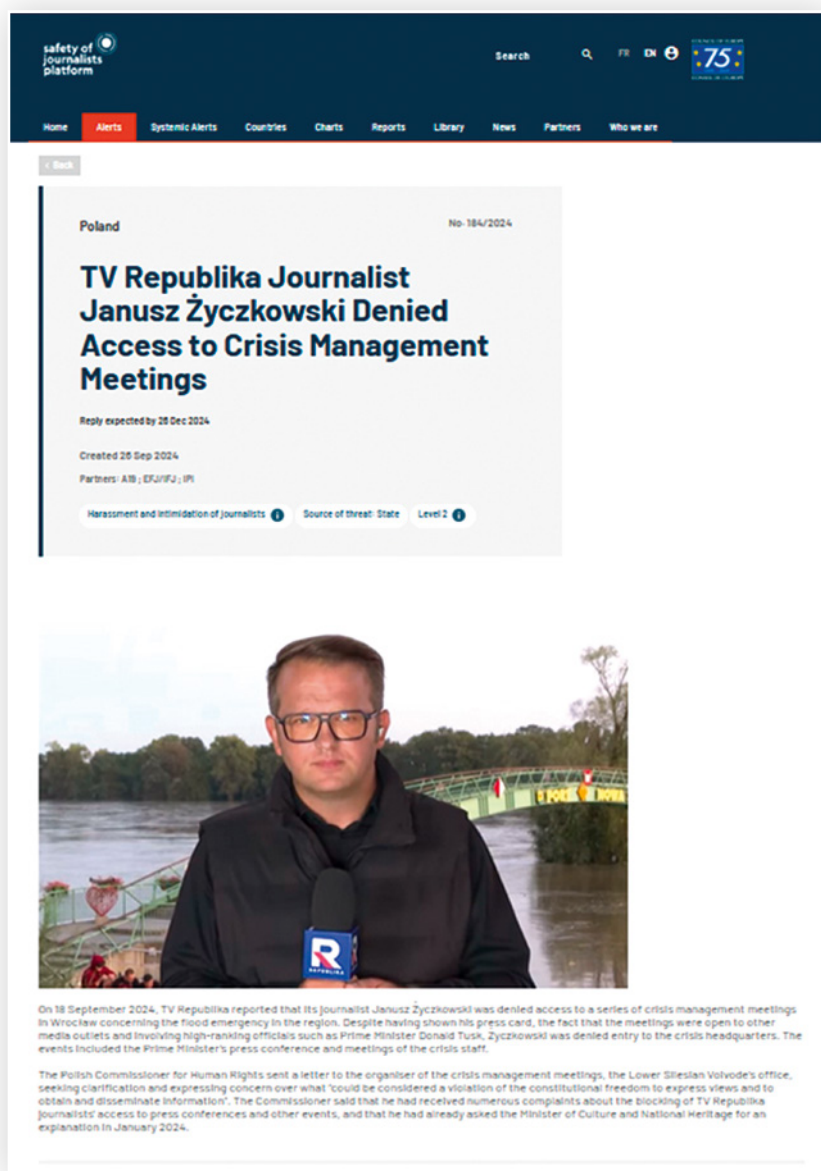 safety of
journalists
platform
Search
FR EN
COUNCIL OF EUROPE
75
Home Alerts Systemic Alerts Countries Charts Reports Library News Partners Who we are
< Back
Poland
No. 184/2024
TV Republika Journalist
Janusz Życzkowski Denied
Access to Crisis Management
Meetings
Reply expected by 26 Dec 2024
Created 26 Sep 2024
Partners: A19 ; EFJ/IFJ ; IPI
Harassment and intimidation of journalists Source of threat: State Level 2
PORT NOVA
R
REPUBLIKA
On 18 September 2024, TV Republika reported that its journalist Janusz Życzkowski was denied access to a series of crisis management meetings
in Wrocław concerning the flood emergency in the region. Despite having shown his press card, the fact that the meetings were open to other
media outlets and involving high-ranking officials such as Prime Minister Donald Tusk, Życzkowski was denied entry to the crisis headquarters. The
events included the Prime Minister's press conference and meetings of the crisis staff.
The Polish Commissioner for Human Rights sent a letter to the organiser of the crisis management meetings, the Lower Silesian Voivode's office,
seeking clarification and expressing concern over what "could be considered a violation of the constitutional freedom to express views and to
obtain and disseminate information". The Commissioner said that he had received numerous complaints about the blocking of TV Republika
journalists' access to press conferences and other events, and that he had already asked the Minister of Culture and National Heritage for an
explanation in January 2024.